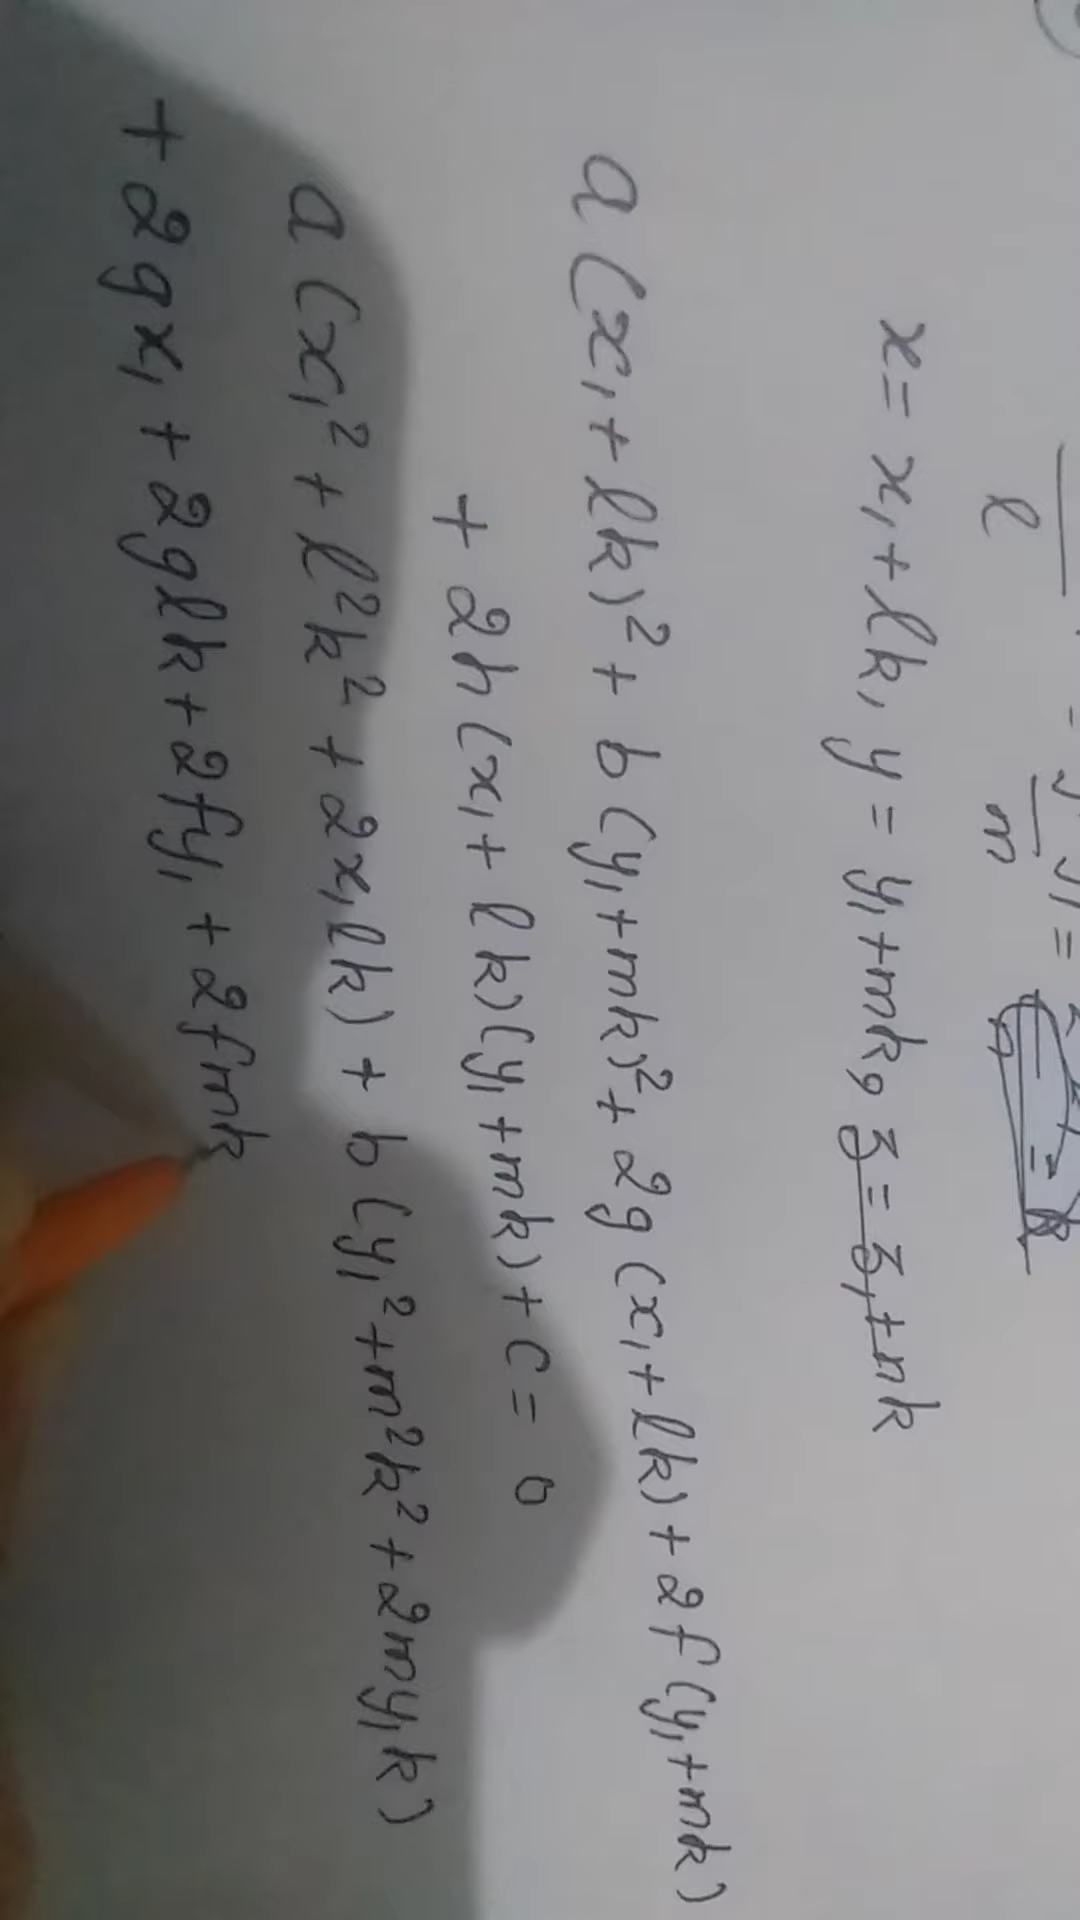 - y₁ =
l m
x = x₁ + lk, y = y₁ + mk, z = z₁ + nk
a (x₁ + lk)² + b (y₁ + mk)² + 2g (x₁ + lk) + 2f (y₁ + mk)
+ 2h (x₁ + lk) (y₁ + mk) + c = 0
a (x₁² + l²k² + 2x₁lk) + b (y₁² + m²k² + 2my₁k)
+ 2gx₁ + 2glk + 2fy₁ + 2fmk